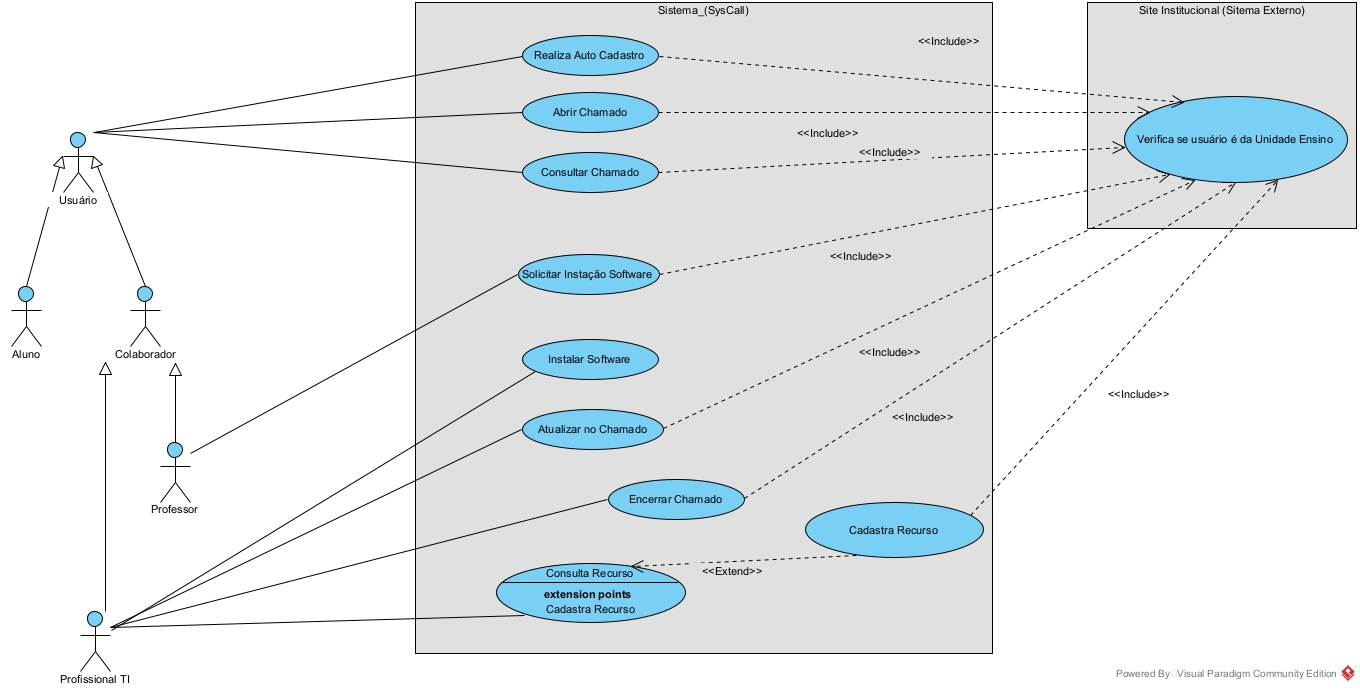 Sistema_(SysCall)
Site Institucional (Sitema Externo)
Realiza Auto Cadastro
<<Include>>
Abrir Chamado
<<Include>>
Verifica se usuário é da Unidade Ensino
<<Include>>
Consultar Chamado
Usuário
<<Include>>
Solicitar Instação Software
Aluno
Colaborador
Instalar Software
<<Include>>
<<Include>>
Atualizar no Chamado
<<Include>>
Professor
Encerrar Chamado
Cadastra Recurso
Consulta Recurso
<<Extend>>
extension points
Cadastra Recurso
Profissional TI
Powered By Visual Paradigm Community Edition